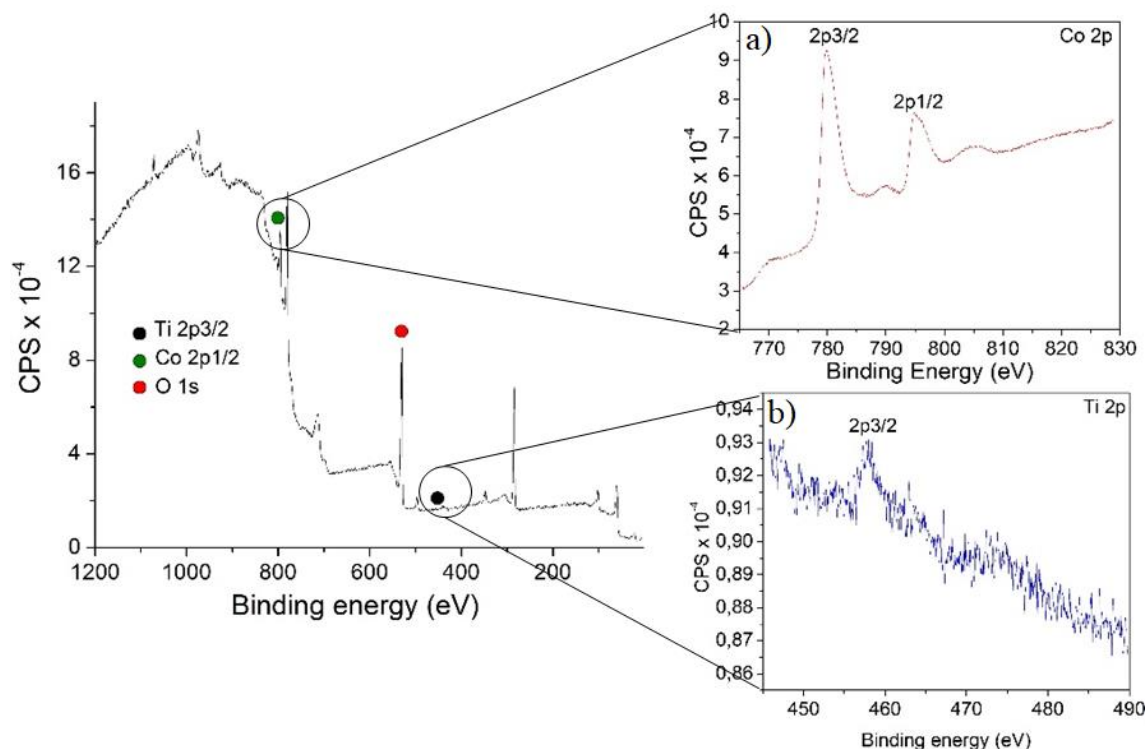 CPS x 10⁻⁴
16
12
8
4
0
1200 1000 800 600 400 200
Binding energy (eV)
Ti 2p3/2
Co 2p1/2
O 1s
a)
Co 2p
2p3/2
2p1/2
CPS x 10⁻⁴
10
9
8
7
6
5
4
3
2
770 780 790 800 810 820 830
Binding Energy (eV)
b)
Ti 2p
2p3/2
CPS x 10⁻⁴
0,94
0,93
0,92
0,91
0,90
0,89
0,88
0,87
0,86
450 460 470 480 490
Binding energy (eV)